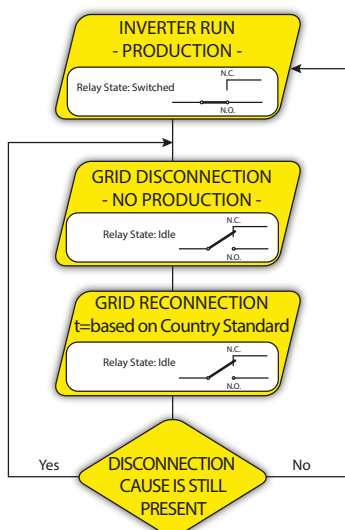 INVERTER RUN
- PRODUCTION -
N.C.
Relay State: Switched
N.O.
GRID DISCONNECTION
- NO PRODUCTION -
N.C.
Relay State: Idle
N.O.
GRID RECONNECTION
t=based on Country Standard
N.C.
Relay State: Idle
N.O.
Yes
DISCONNECTION
No
CAUSE IS STILL
PRESENT